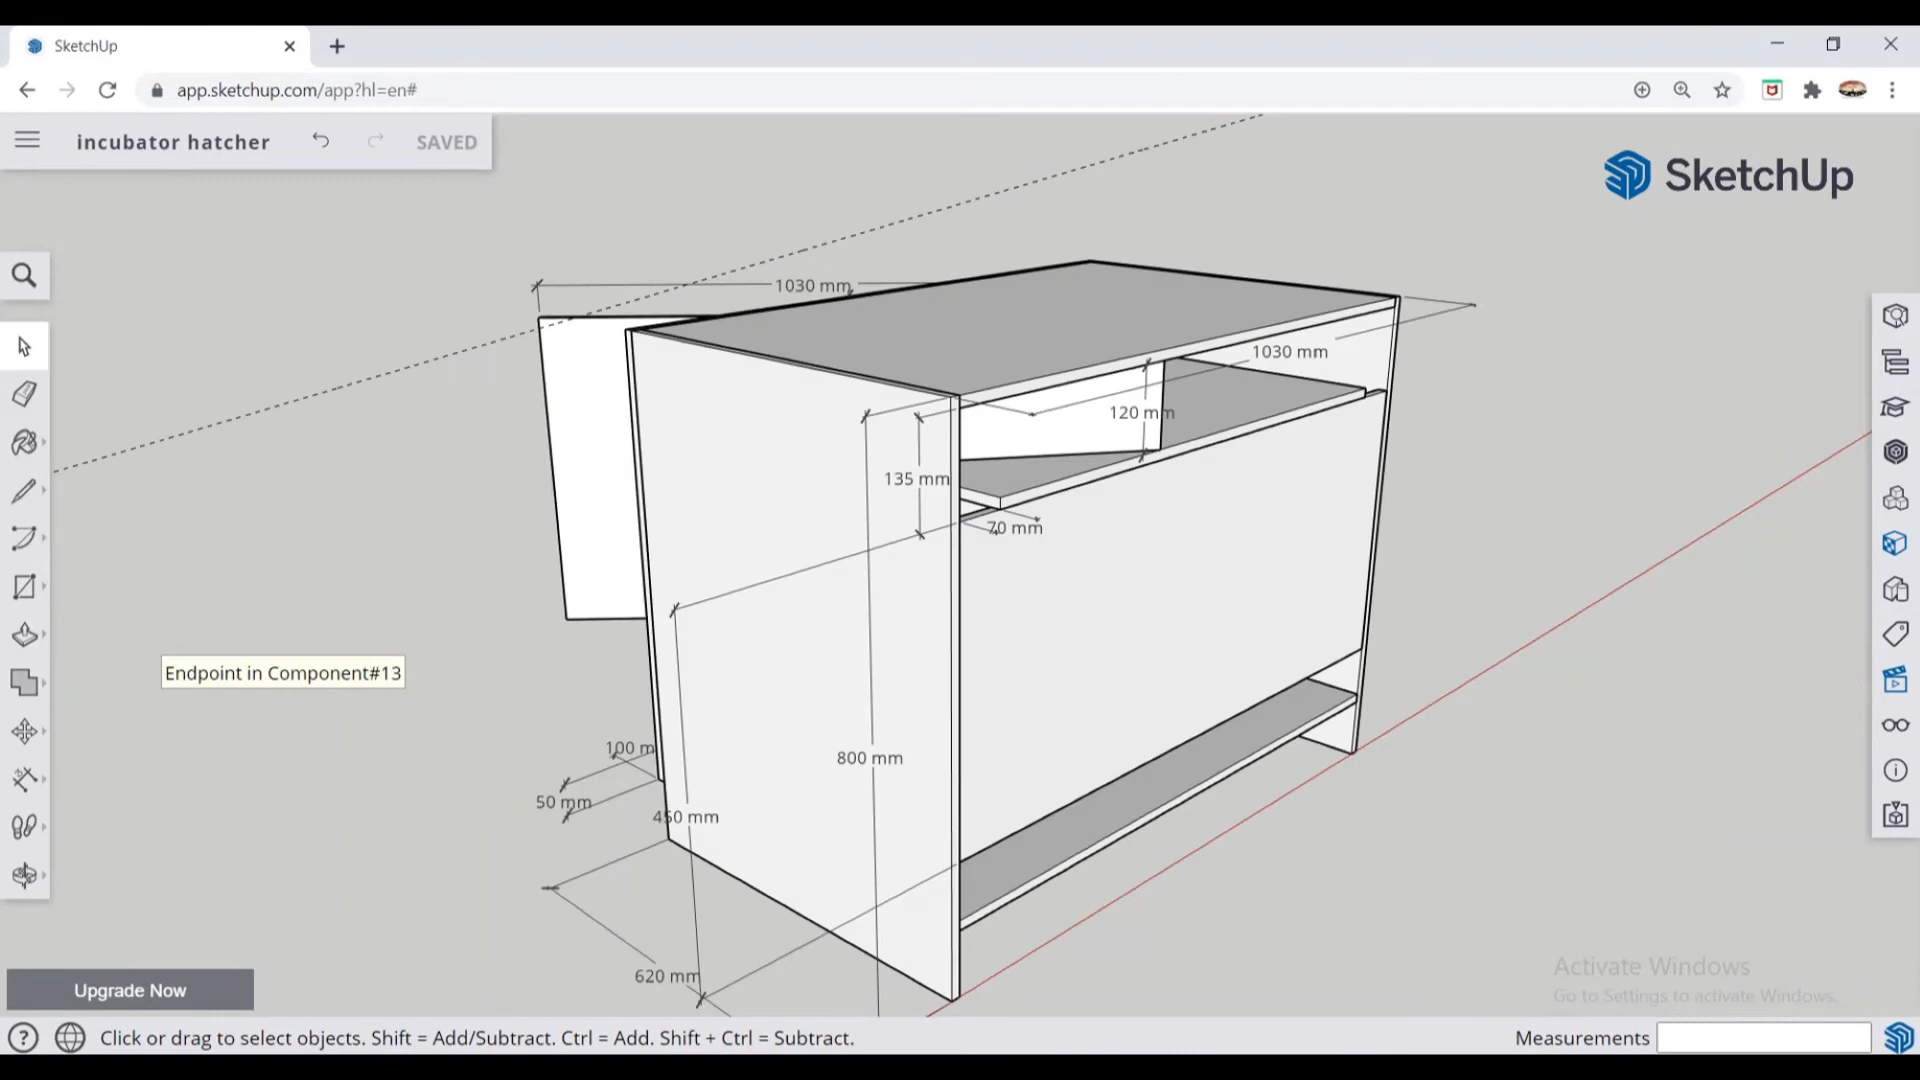 SketchUp
app.sketchup.com/app?hl=en#
incubator hatcher
SAVED
SketchUp
1030 mm
1030 mm
120 mm
135 mm
70 mm
Endpoint in Component#13
100 m
800 mm
50 mm
450 mm
620 mm
Activate Windows
Go to Settings to activate Windows.
Upgrade Now
Click or drag to select objects. Shift = Add/Subtract. Ctrl = Add. Shift + Ctrl = Subtract.
Measurements